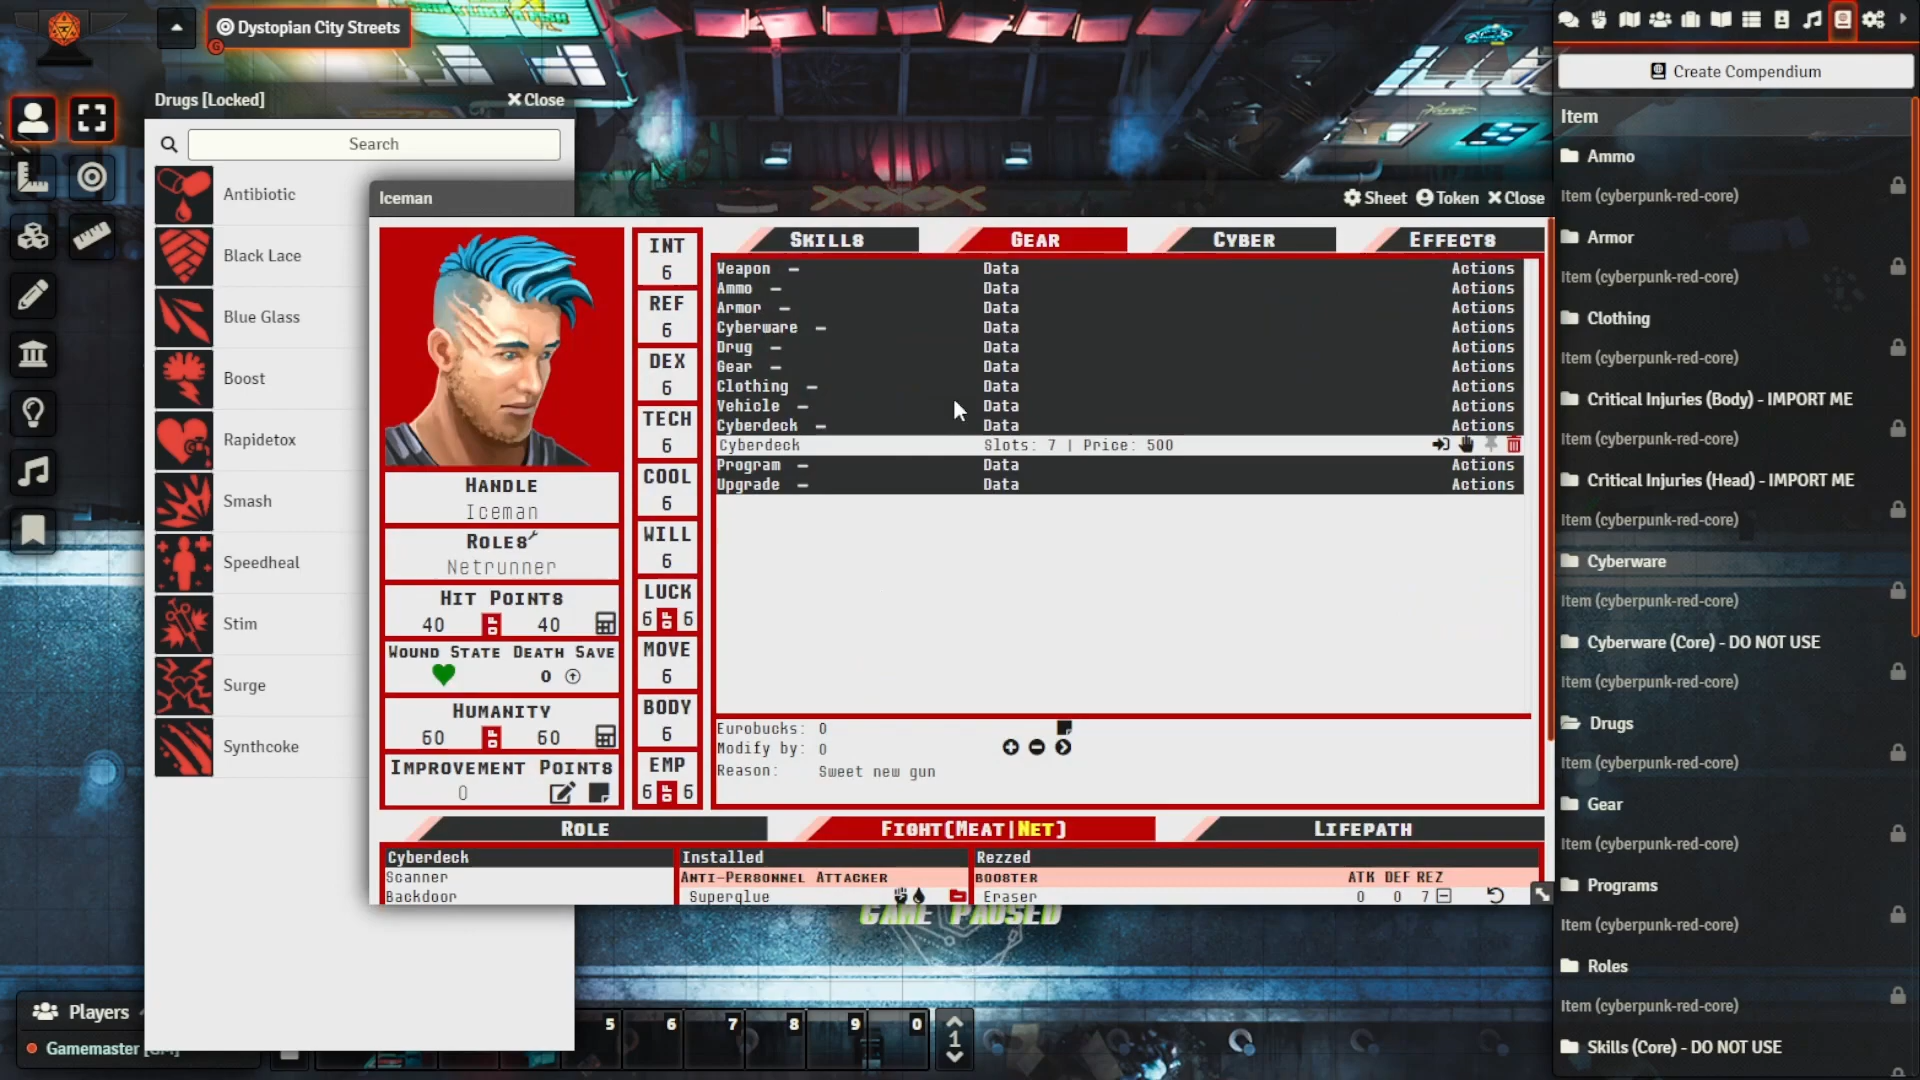 Dystopian City Streets
G
Drugs [Locked]
Close
Search
Antibiotic
Black Lace
Blue Glass
Boost
Rapidetox
Smash
Speedheal
Stim
Surge
Synthcoke
Iceman
Sheet
Token
Close
SKILLS
GEAR
CYBER
EFFECTS
INT
6
REF
6
DEX
6
TECH
6
COOL
6
WILL
6
LUCK
6 OF 6
MOVE
6
BODY
6
EMP
6 OF 6
HANDLE
Iceman
ROLES
Netrunner
HIT POINTS
40 OF 40
WOUND STATE DEATH SAVE
0
HUMANITY
60 OF 60
IMPROVEMENT POINTS
0
Weapon — Data Actions
Ammo — Data Actions
Armor — Data Actions
Cyberware — Data Actions
Drug — Data Actions
Gear — Data Actions
Clothing — Data Actions
Vehicle — Data Actions
Cyberdeck — Data Actions
Cyberdeck Slots: 7 | Price: 500
Program — Data Actions
Upgrade — Data Actions
Eurobucks: 0
Modify by: 0
Reason: Sweet new gun
ROLE
FIGHT[MEAT|NET]
LIFEPATH
Cyberdeck
Scanner
Backdoor
Installed
ANTI-PERSONNEL ATTACKER
Superglue
Rezzed
BOOSTER ATK DEF REZ
Eraser 0 0 7
GAME PAUSED
Players
Gamemaster [GM]
5 6 7 8 9 0
1
Create Compendium
Item
Ammo
Item (cyberpunk-red-core)
Armor
Item (cyberpunk-red-core)
Clothing
Item (cyberpunk-red-core)
Critical Injuries (Body) - IMPORT ME
Item (cyberpunk-red-core)
Critical Injuries (Head) - IMPORT ME
Item (cyberpunk-red-core)
Cyberware
Item (cyberpunk-red-core)
Cyberware (Core) - DO NOT USE
Item (cyberpunk-red-core)
Drugs
Item (cyberpunk-red-core)
Gear
Item (cyberpunk-red-core)
Programs
Item (cyberpunk-red-core)
Roles
Item (cyberpunk-red-core)
Skills (Core) - DO NOT USE